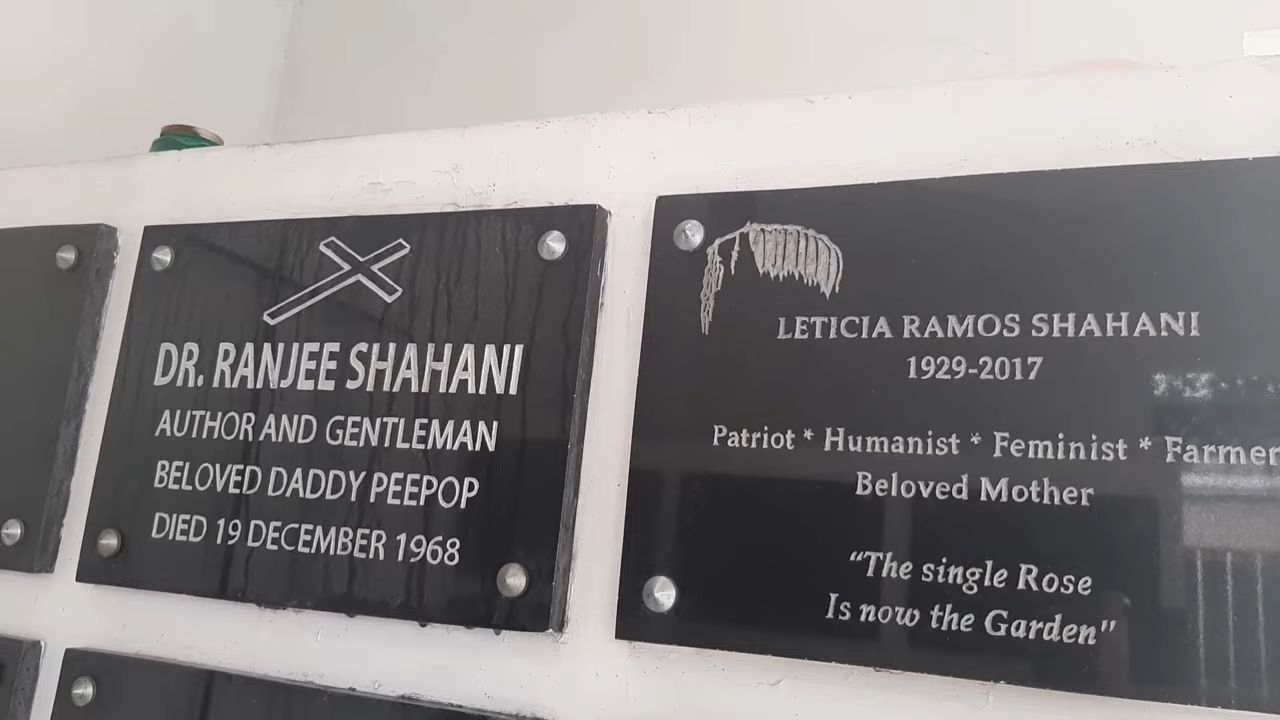 DR. RANJEE SHAHANI
AUTHOR AND GENTLEMAN
BELOVED DADDY PEEPOP
DIED 19 DECEMBER 1968
LETICIA RAMOS SHAHANI
1929-2017
Patriot * Humanist * Feminist * Farmer
Beloved Mother
“The single Rose
Is now the Garden"